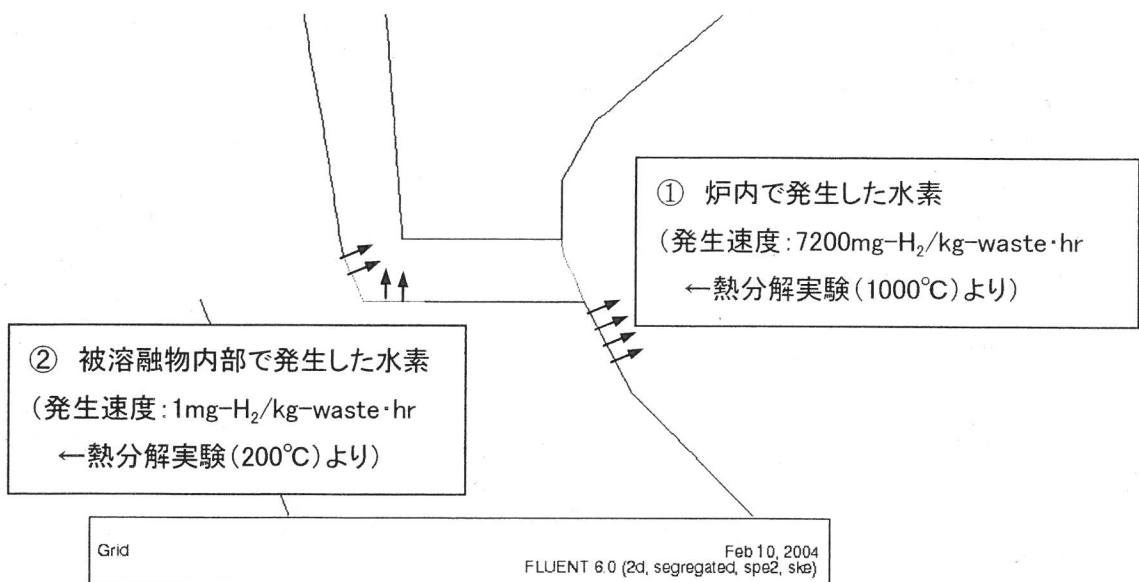 ① 炉内で発生した水素
(発生速度:7200mg-H₂/kg-waste･hr
←熱分解実験(1000℃)より)
② 被溶融物内部で発生した水素
(発生速度:1mg-H₂/kg-waste･hr
←熱分解実験(200℃)より)
Grid
Feb 10, 2004
FLUENT 6.0 (2d, segregated, spe2, ske)